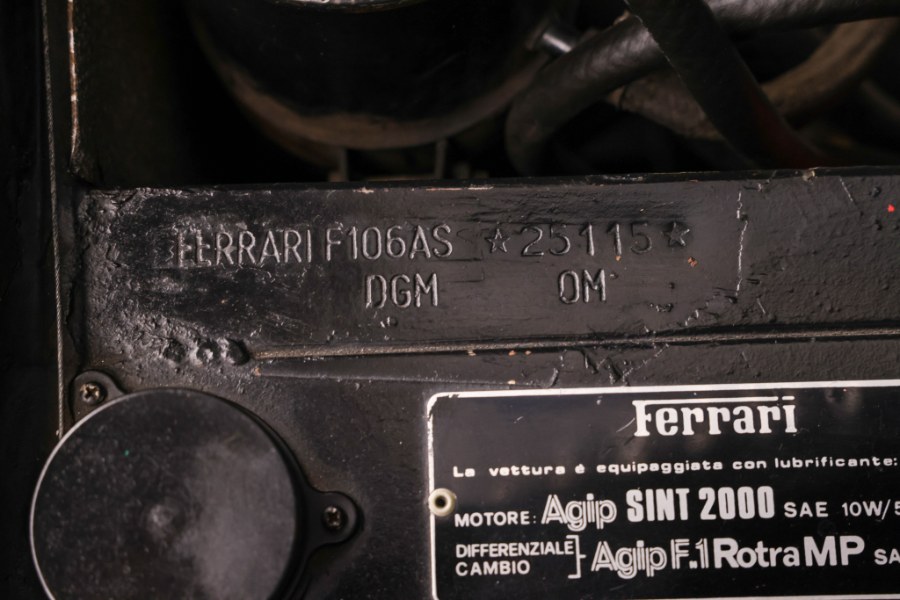 FERRARI F106AS ☆25115☆
DGM OM
Ferrari
La vettura é equipaggiata con lubrificante:
MOTORE: Agip SINT 2000 SAE 10W/5
DIFFERENZIALE
CAMBIO } Agip F.1 Rotra MP SA